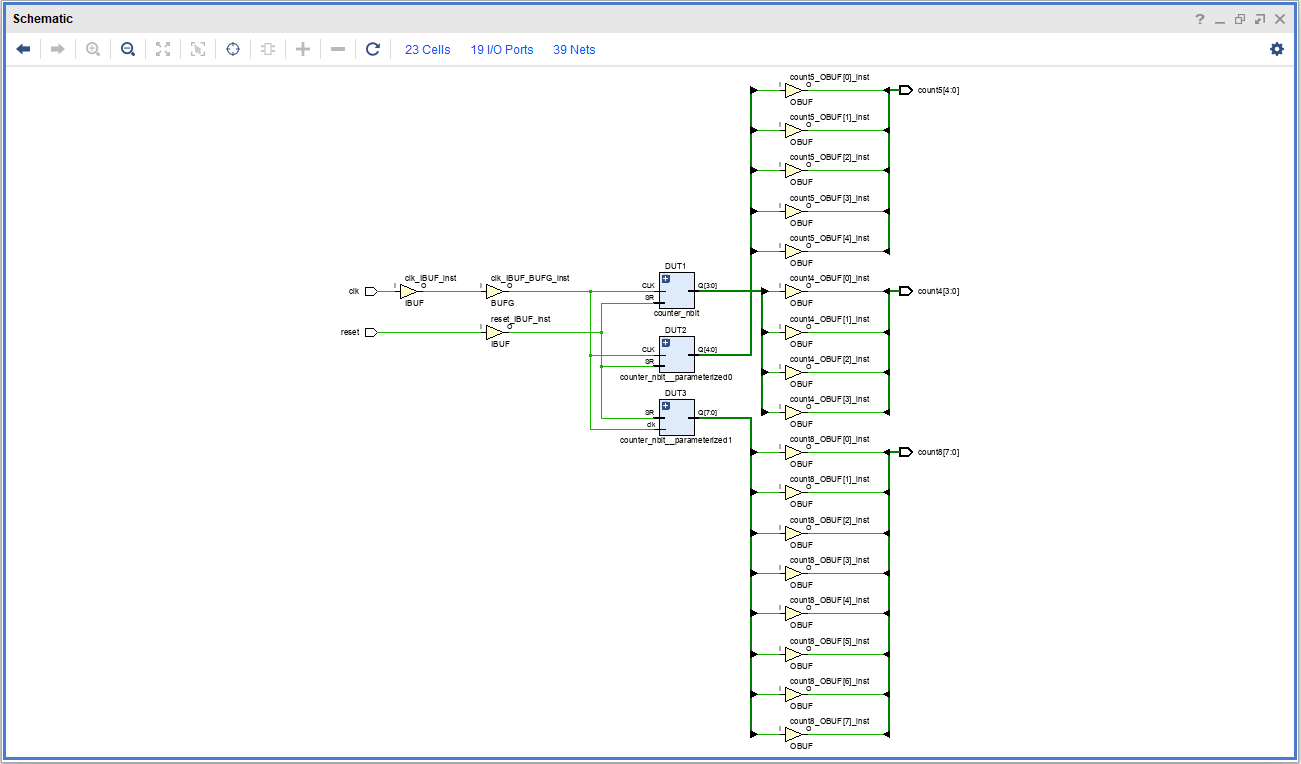 Schematic
23 Cells 19 I/O Ports 39 Nets
count5_OBUF[0]_inst
I O
OBUF
count5[4:0]
count5_OBUF[1]_inst
I O
OBUF
count5_OBUF[2]_inst
I O
OBUF
count5_OBUF[3]_inst
I O
OBUF
count5_OBUF[4]_inst
I O
OBUF
clk
clk_IBUF_inst
I O
IBUF
clk_IBUF_BUFG_inst
I O
BUFG
reset
reset_IBUF_inst
I O
IBUF
DUT1
CLK
SR
Q[3:0]
counter_nbit
DUT2
CLK
SR
Q[4:0]
counter_nbit__parameterized0
DUT3
SR
clk
Q[7:0]
counter_nbit__parameterized1
count4_OBUF[0]_inst
I O
OBUF
count4[3:0]
count4_OBUF[1]_inst
I O
OBUF
count4_OBUF[2]_inst
I O
OBUF
count4_OBUF[3]_inst
I O
OBUF
count8_OBUF[0]_inst
I O
OBUF
count8[7:0]
count8_OBUF[1]_inst
I O
OBUF
count8_OBUF[2]_inst
I O
OBUF
count8_OBUF[3]_inst
I O
OBUF
count8_OBUF[4]_inst
I O
OBUF
count8_OBUF[5]_inst
I O
OBUF
count8_OBUF[6]_inst
I O
OBUF
count8_OBUF[7]_inst
I O
OBUF